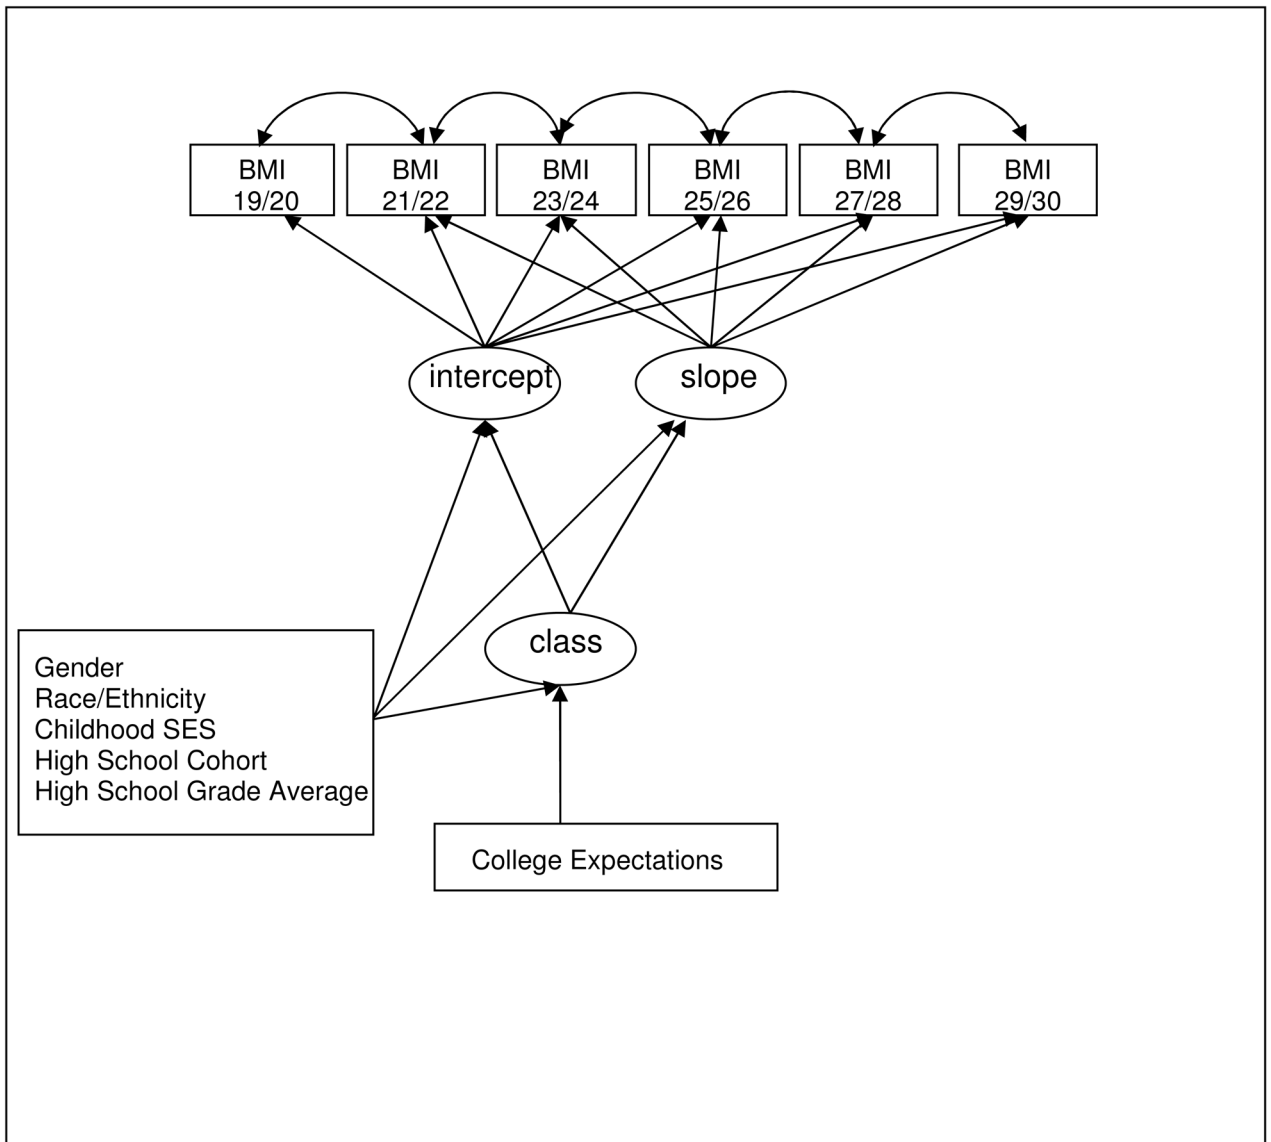 BMI
19/20
BMI
21/22
BMI
23/24
BMI
25/26
BMI
27/28
BMI
29/30
intercept
slope
class
Gender
Race/Ethnicity
Childhood SES
High School Cohort
High School Grade Average
College Expectations